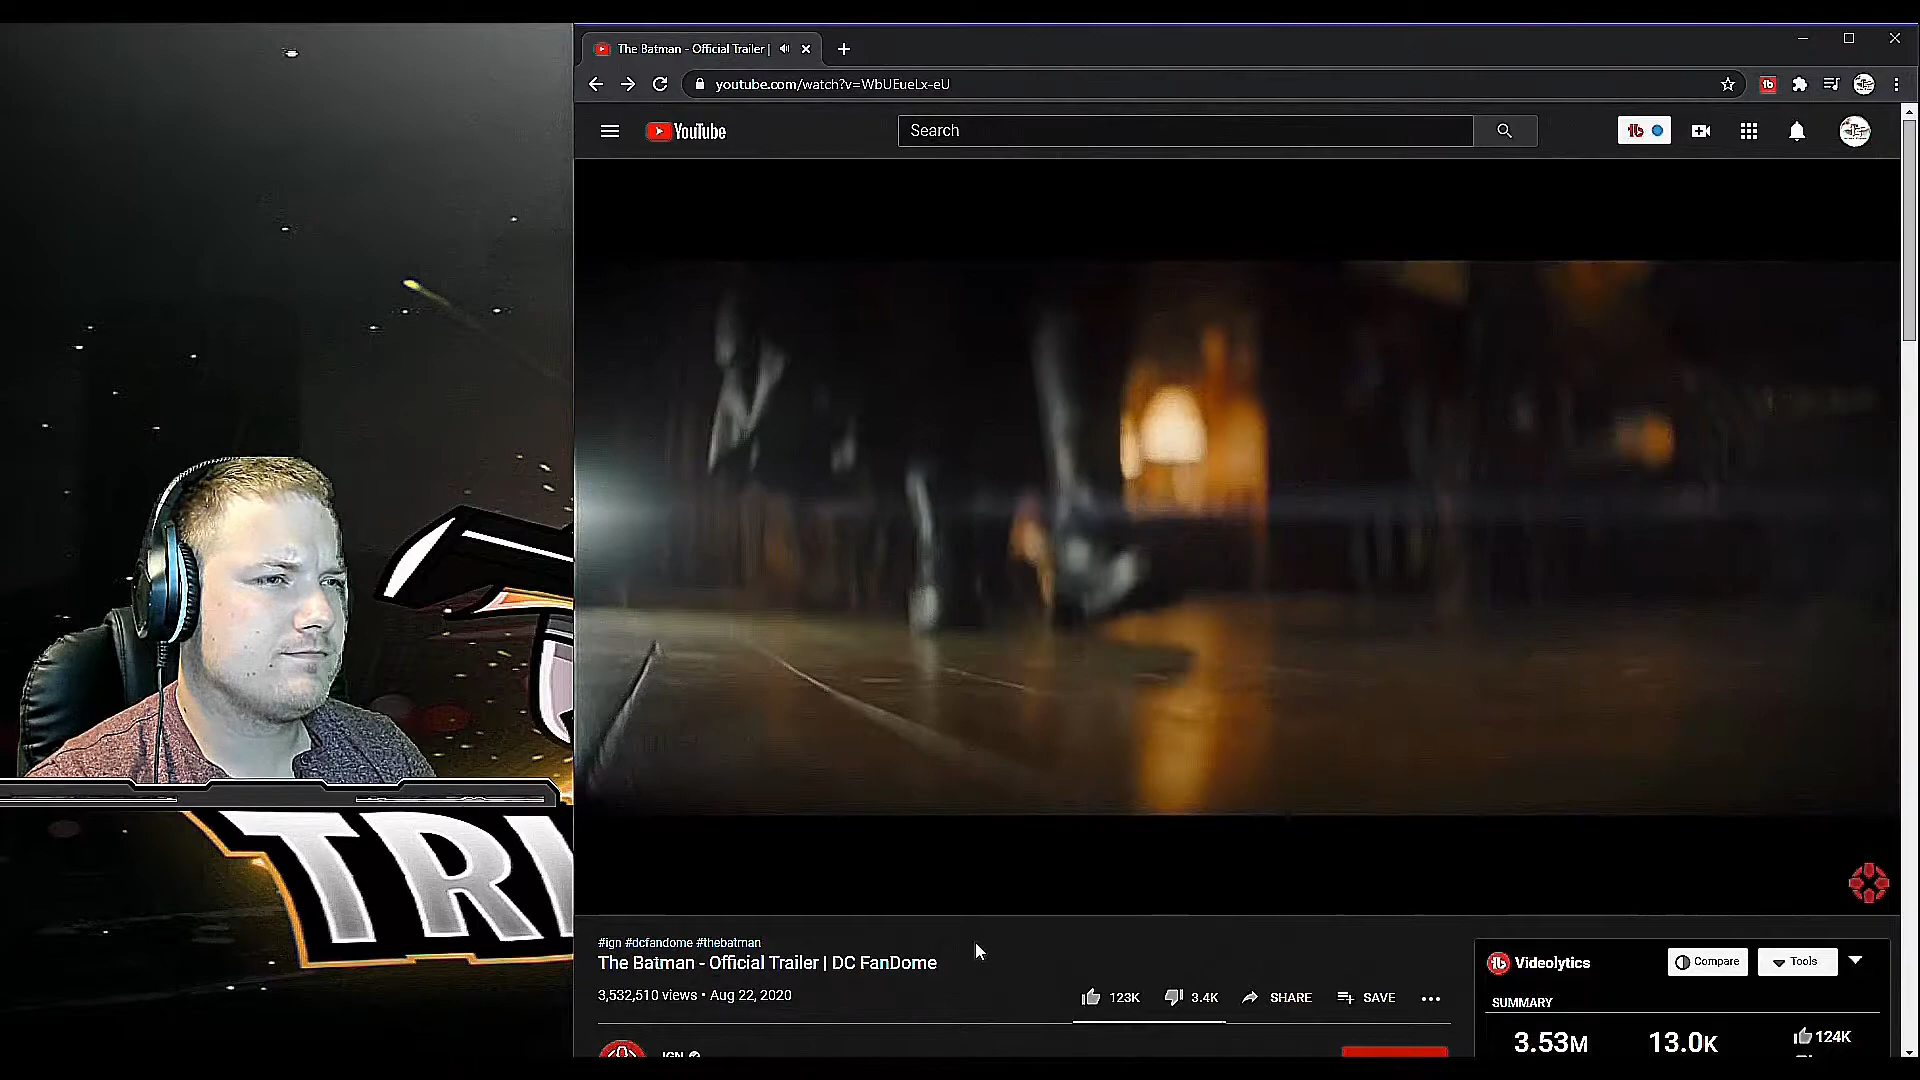 The Batman - Official Trailer |
youtube.com/watch?v=WbUEueLx-eU
YouTube
Search
#ign #dcfandome #thebatman
The Batman - Official Trailer | DC FanDome
3,532,510 views • Aug 22, 2020
123K
3.4K
SHARE
SAVE
IGN
Videolytics
Compare
Tools
SUMMARY
3.53M
13.0K
124K
TRI